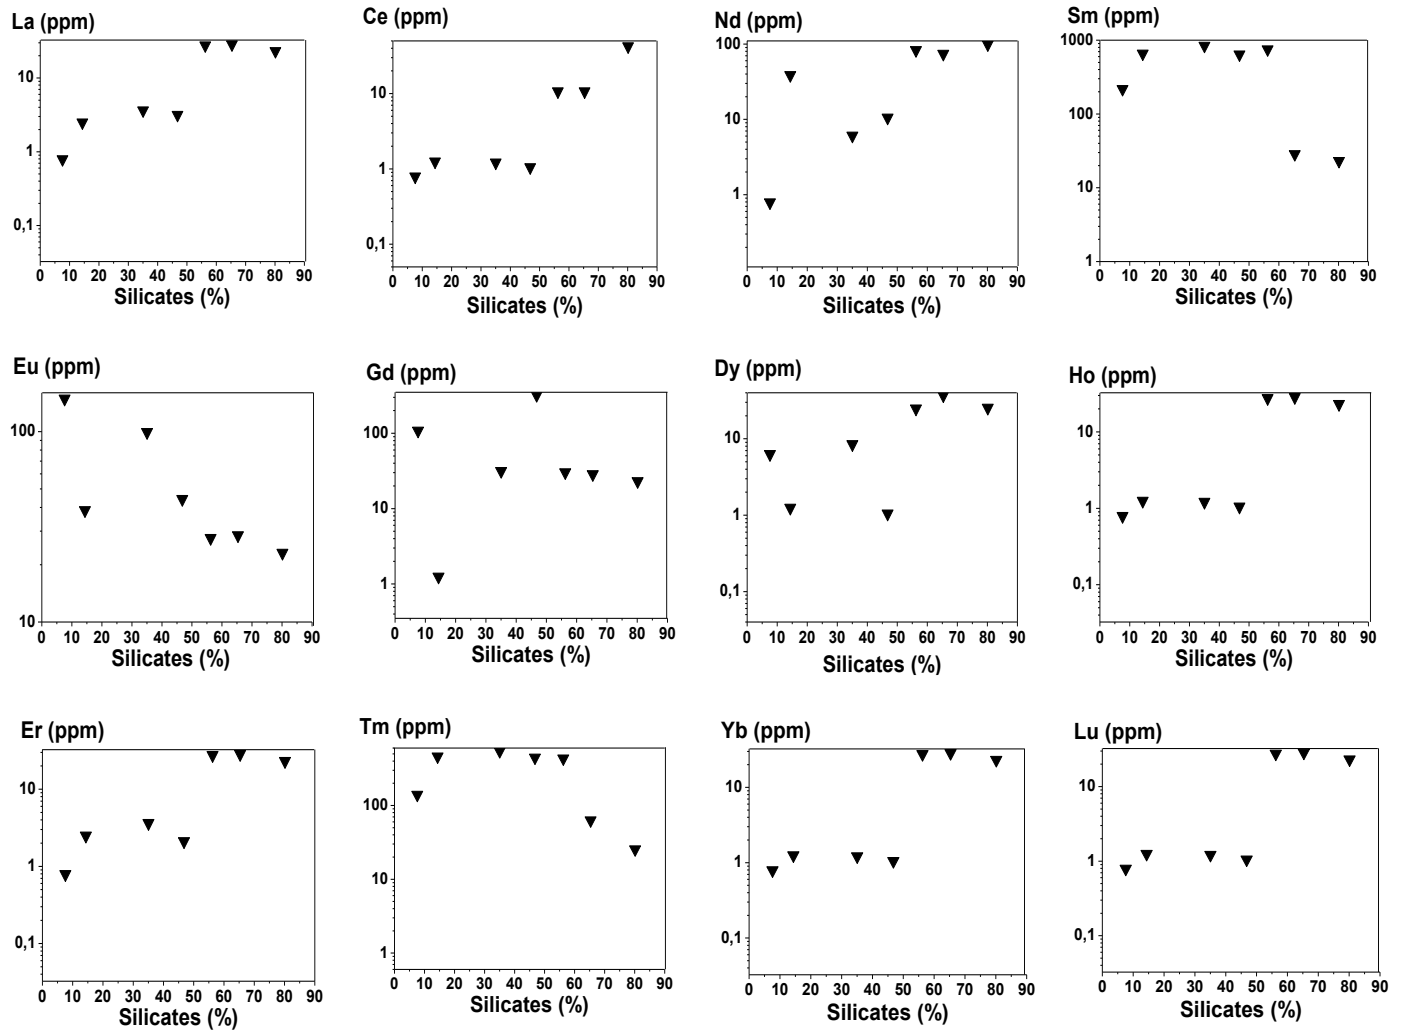 La (ppm)
10
1
0,1
0 10 20 30 40 50 60 70 80 90
Silicates (%)
Ce (ppm)
10
1
0,1
0 10 20 30 40 50 60 70 80 90
Silicates (%)
Nd (ppm)
100
10
1
0 10 20 30 40 50 60 70 80 90
Silicates (%)
Sm (ppm)
1000
100
10
1
0 10 20 30 40 50 60 70 80 90
Silicates (%)
Eu (ppm)
100
10
0 10 20 30 40 50 60 70 80 90
Silicates (%)
Gd (ppm)
100
10
1
0 10 20 30 40 50 60 70 80 90
Silicates (%)
Dy (ppm)
10
1
0,1
0 10 20 30 40 50 60 70 80 90
Silicates (%)
Ho (ppm)
10
1
0,1
0 10 20 30 40 50 60 70 80 90
Silicates (%)
Er (ppm)
10
1
0,1
0 10 20 30 40 50 60 70 80 90
Silicates (%)
Tm (ppm)
100
10
1
0 10 20 30 40 50 60 70 80 90
Silicates (%)
Yb (ppm)
10
1
0,1
0 10 20 30 40 50 60 70 80 90
Silicates (%)
Lu (ppm)
10
1
0,1
0 10 20 30 40 50 60 70 80 90
Silicates (%)